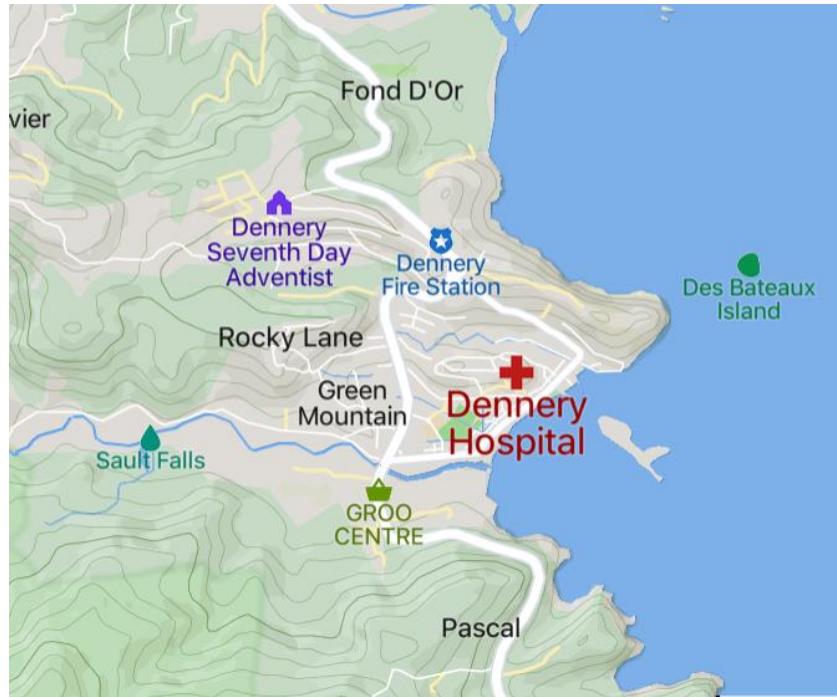 Fond D'Or
vier
Dennery
Seventh Day
Adventist
Dennery
Fire Station
Des Bateaux
Island
Rocky Lane
Green
Mountain
Dennery
Hospital
Sault Falls
GROO
CENTRE
Pascal